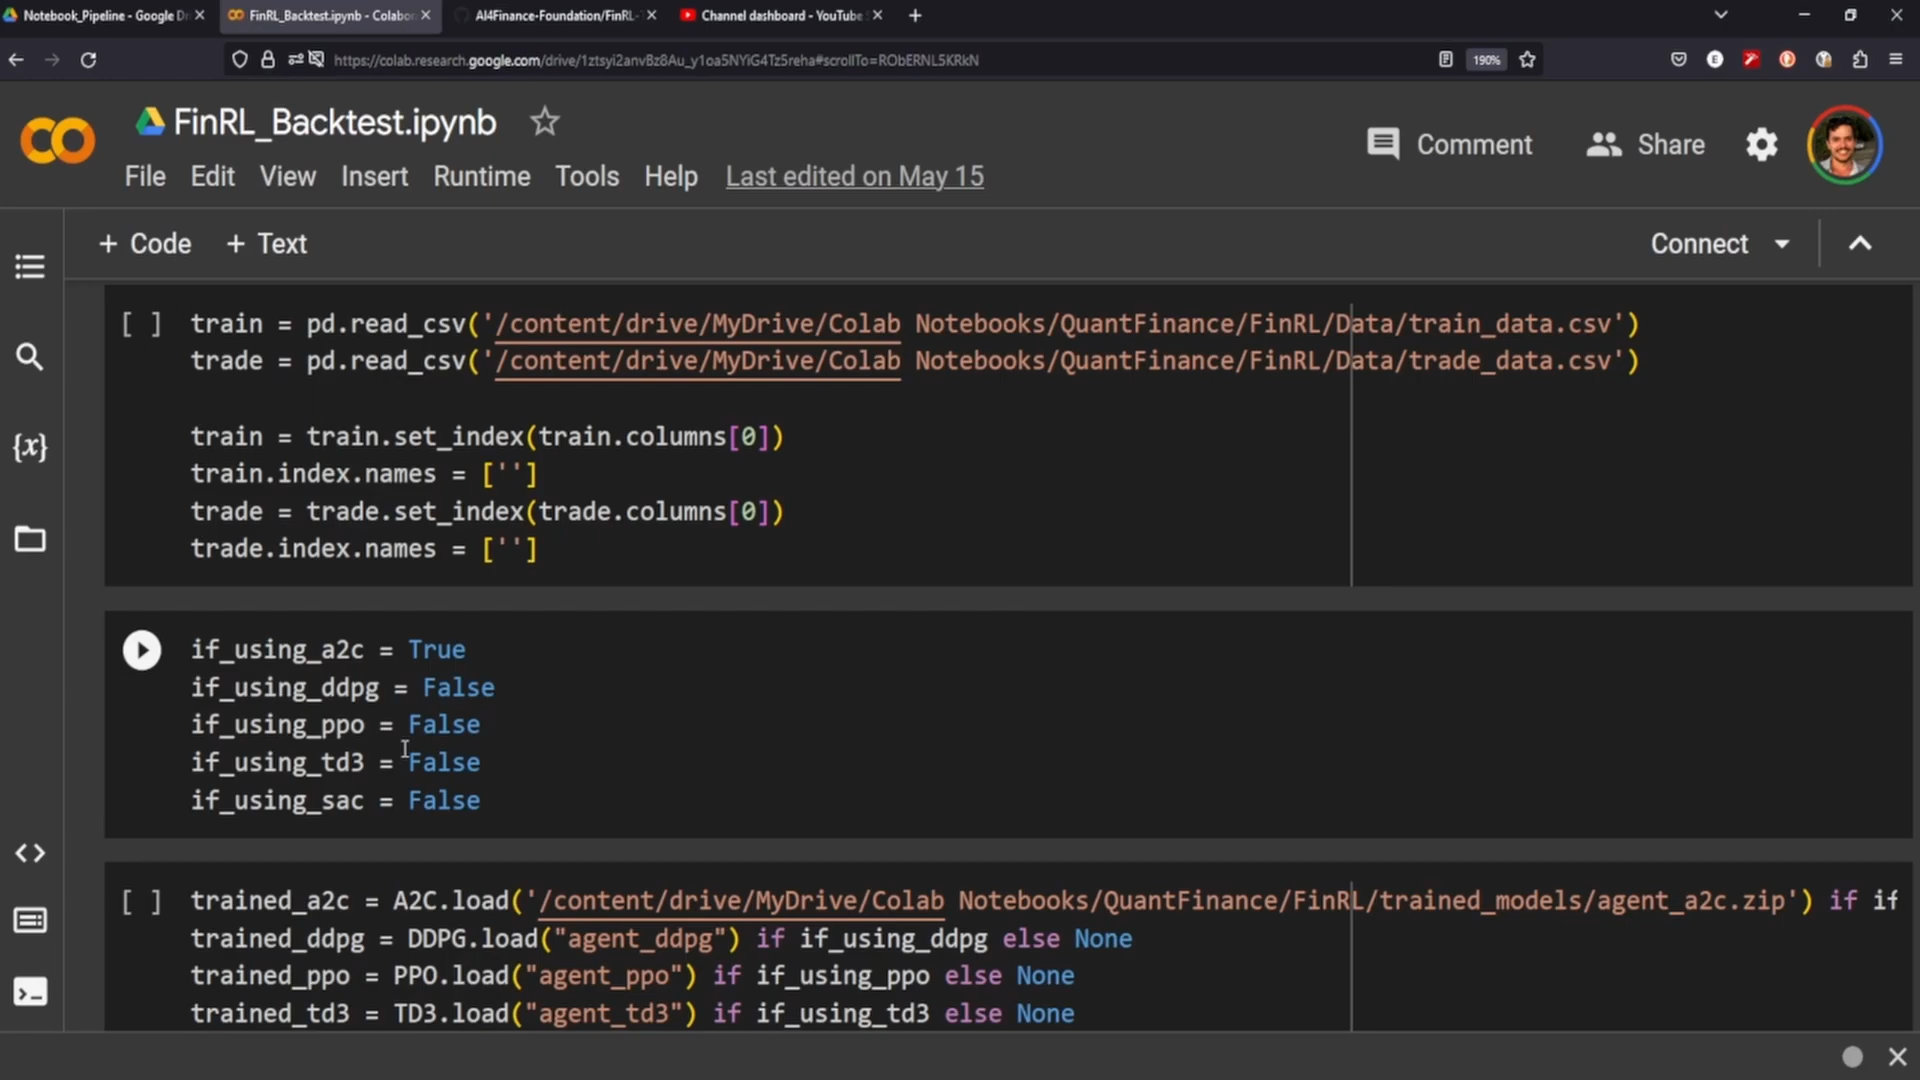 Notebook_Pipeline - Google Dr
FinRL_Backtest.ipynb - Colabor
AI4Finance-Foundation/FinRL-
Channel dashboard - YouTube
https://colab.research.google.com/drive/1ztsyi2anvBz8Au_y1oa5NYiG4Tz5reha#scrollTo=RObERNL5KRkN
190%
FinRL_Backtest.ipynb
Comment
Share
File Edit View Insert Runtime Tools Help Last edited on May 15
+ Code + Text
Connect
[ ] train = pd.read_csv('/content/drive/MyDrive/Colab Notebooks/QuantFinance/FinRL/Data/train_data.csv')
trade = pd.read_csv('/content/drive/MyDrive/Colab Notebooks/QuantFinance/FinRL/Data/trade_data.csv')
train = train.set_index(train.columns[0])
train.index.names = ['']
trade = trade.set_index(trade.columns[0])
trade.index.names = ['']
if_using_a2c = True
if_using_ddpg = False
if_using_ppo = False
if_using_td3 = False
if_using_sac = False
[ ] trained_a2c = A2C.load('/content/drive/MyDrive/Colab Notebooks/QuantFinance/FinRL/trained_models/agent_a2c.zip') if if
trained_ddpg = DDPG.load("agent_ddpg") if if_using_ddpg else None
trained_ppo = PPO.load("agent_ppo") if if_using_ppo else None
trained_td3 = TD3.load("agent_td3") if if_using_td3 else None